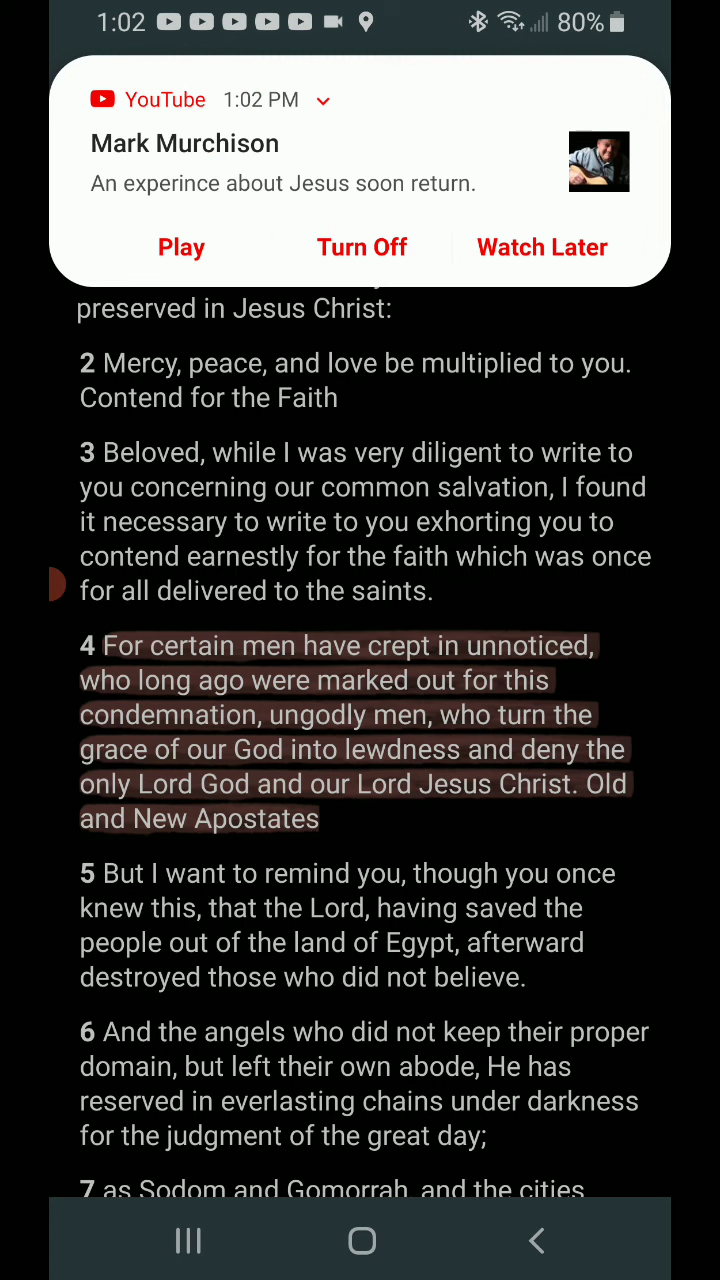 1:02 80%
YouTube 1:02 PM
Mark Murchison
An experince about Jesus soon return.
Play Turn Off Watch Later
preserved in Jesus Christ:
2 Mercy, peace, and love be multiplied to you.
Contend for the Faith
3 Beloved, while I was very diligent to write to
you concerning our common salvation, I found
it necessary to write to you exhorting you to
contend earnestly for the faith which was once
for all delivered to the saints.
4 For certain men have crept in unnoticed,
who long ago were marked out for this
condemnation, ungodly men, who turn the
grace of our God into lewdness and deny the
only Lord God and our Lord Jesus Christ. Old
and New Apostates
5 But I want to remind you, though you once
knew this, that the Lord, having saved the
people out of the land of Egypt, afterward
destroyed those who did not believe.
6 And the angels who did not keep their proper
domain, but left their own abode, He has
reserved in everlasting chains under darkness
for the judgment of the great day;
7 as Sodom and Gomorrah, and the cities